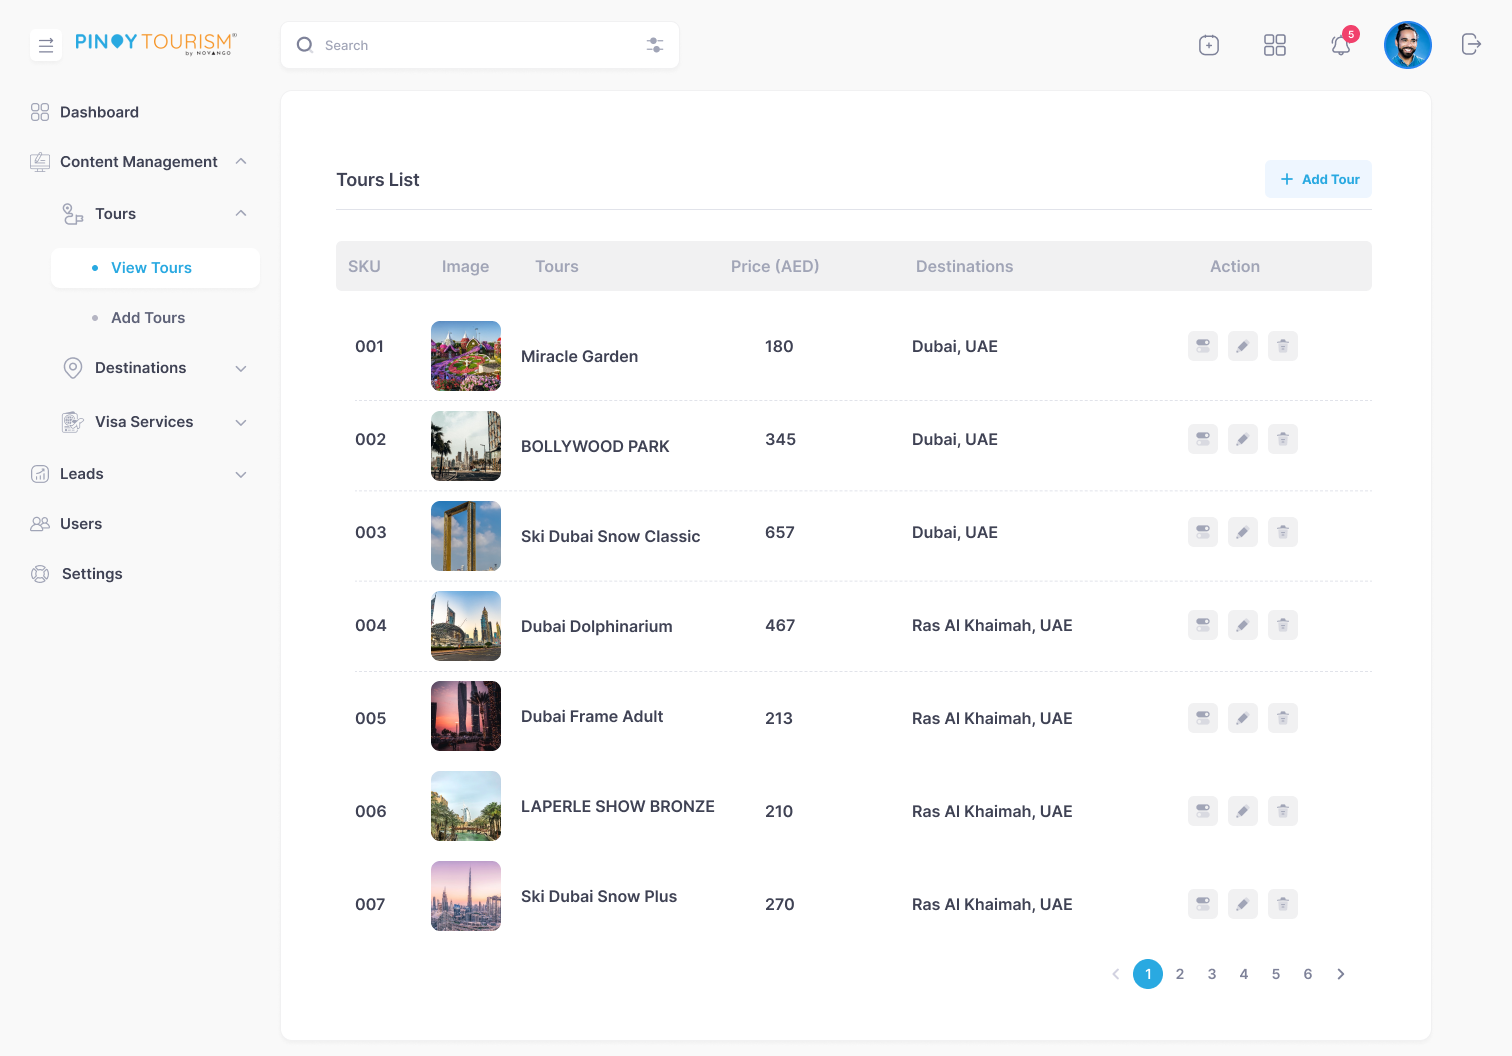 PINOY TOURISM®
by NOVANGO
Search
5
Dashboard
Content Management
Tours
View Tours
Add Tours
Destinations
Visa Services
Leads
Users
Settings
Tours List
+ Add Tour
SKU Image Tours Price (AED) Destinations Action
001 Miracle Garden 180 Dubai, UAE
002 BOLLYWOOD PARK 345 Dubai, UAE
003 Ski Dubai Snow Classic 657 Dubai, UAE
004 Dubai Dolphinarium 467 Ras Al Khaimah, UAE
005 Dubai Frame Adult 213 Ras Al Khaimah, UAE
006 LAPERLE SHOW BRONZE 210 Ras Al Khaimah, UAE
007 Ski Dubai Snow Plus 270 Ras Al Khaimah, UAE
1 2 3 4 5 6